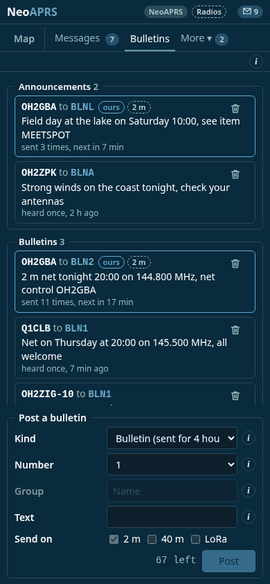 NeoAPRS NeoAPRS Radios 9
Map Messages 7 Bulletins More ▾ 2
i
Announcements 2
OH2GBA to BLNL ours 2 m
Field day at the lake on Saturday 10:00, see item
MEETSPOT
sent 3 times, next in 7 min
OH2ZPK to BLNA
Strong winds on the coast tonight, check your
antennas
heard once, 2 h ago
Bulletins 3
OH2GBA to BLN2 ours 2 m
2 m net tonight 20:00 on 144.800 MHz, net
control OH2GBA
sent 11 times, next in 17 min
Q1CLB to BLN1
Net on Thursday at 20:00 on 145.500 MHz, all
welcome
heard once, 7 min ago
OH2ZIG-10 to BLN1
Post a bulletin
Kind Bulletin (sent for 4 hou i
Number 1 i
Group Name i
Text i
Send on 2 m 40 m LoRa i
67 left Post